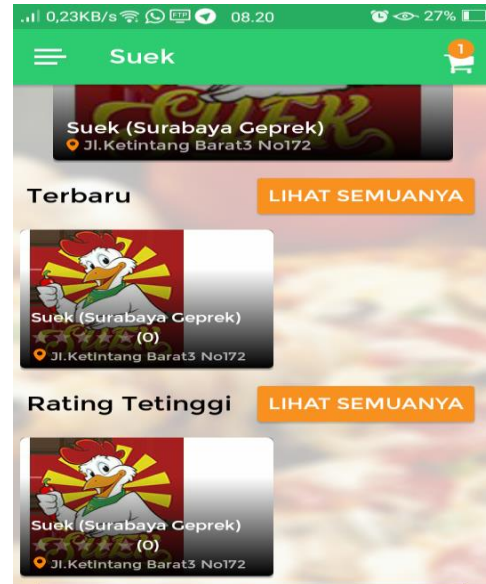 0,23KB/s FTP 08.20 27%
Suek 1
SUEK
Suek (Surabaya Geprek)
Jl.Ketintang Barat3 No172
Terbaru LIHAT SEMUANYA
Suek (Surabaya Geprek)
(0)
Jl.Ketintang Barat3 No172
Rating Tetinggi LIHAT SEMUANYA
Suek (Surabaya Geprek)
(0)
Jl.Ketintang Barat3 No172